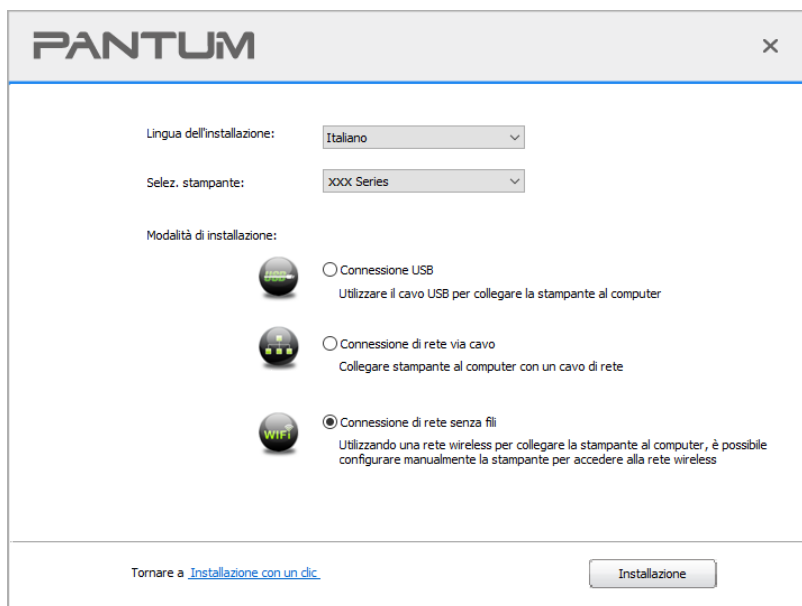 PANTUM
Lingua dell'installazione:
Italiano
Selez. stampante:
XXX Series
Modalità di installazione:
USB
Connessione USB
Utilizzare il cavo USB per collegare la stampante al computer
Connessione di rete via cavo
Collegare stampante al computer con un cavo di rete
WIFI
Connessione di rete senza fili
Utilizzando una rete wireless per collegare la stampante al computer, è possibile
configurare manualmente la stampante per accedere alla rete wireless
Tornare a Installazione con un clic
Installazione